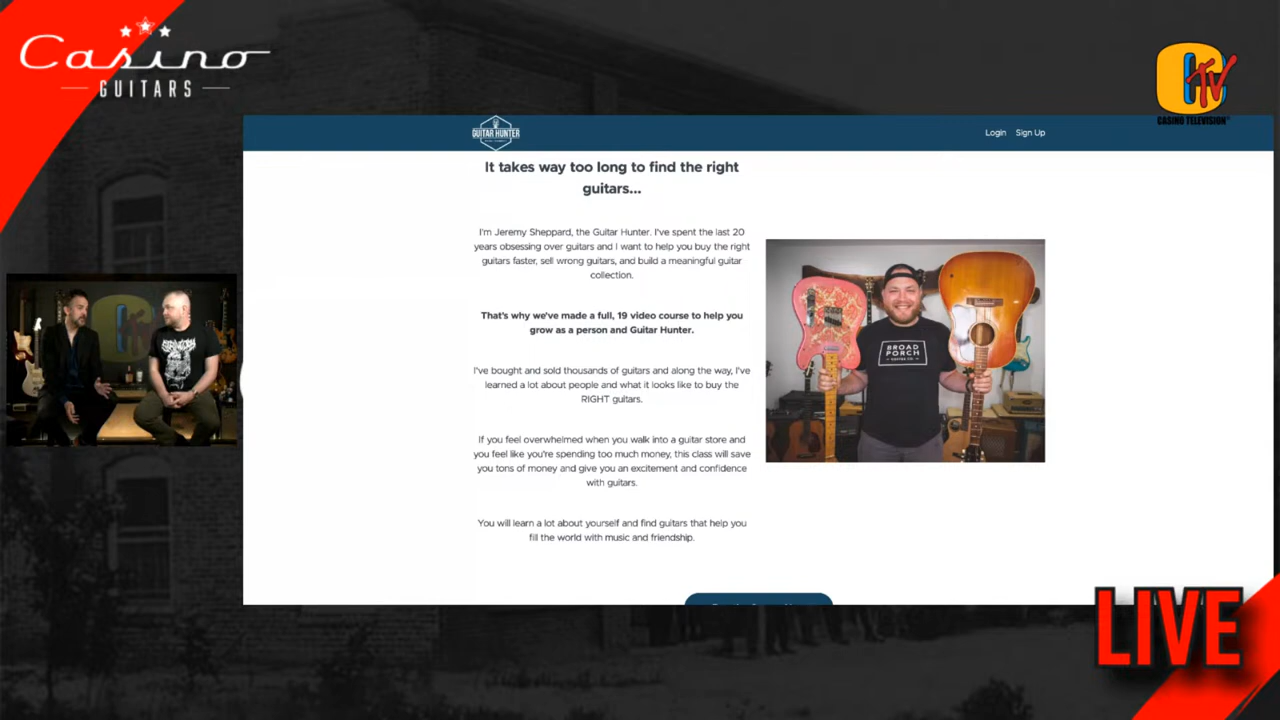 Casino
GUITARS
CTV
CASINO TELEVISION
GUITAR HUNTER
Login Sign Up
It takes way too long to find the right
guitars...
I'm Jeremy Sheppard, the Guitar Hunter. I've spent the last 20
years obsessing over guitars and I want to help you buy the right
guitars faster, sell wrong guitars, and build a meaningful guitar
collection.
That's why we've made a full, 19 video course to help you
grow as a person and Guitar Hunter.
I've bought and sold thousands of guitars and along the way, I've
learned a lot about people and what it looks like to buy the
RIGHT guitars.
If you feel overwhelmed when you walk into a guitar store and
you feel like you're spending too much money, this class will save
you tons of money and give you an excitement and confidence
with guitars.
You will learn a lot about yourself and find guitars that help you
fill the world with music and friendship.
BROAD
PORCH
LIVE